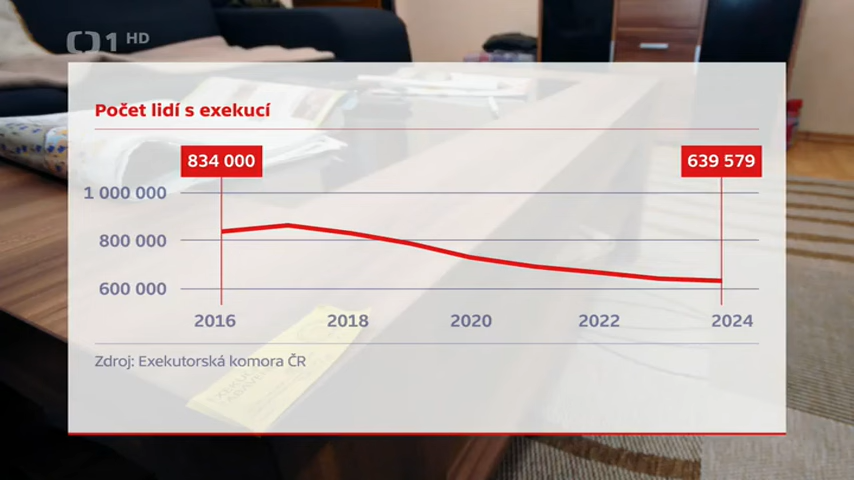 ČT1 HD
Počet lidí s exekucí
834 000
639 579
1 000 000
800 000
600 000
2016
2018
2020
2022
2024
Zdroj: Exekutorská komora ČR